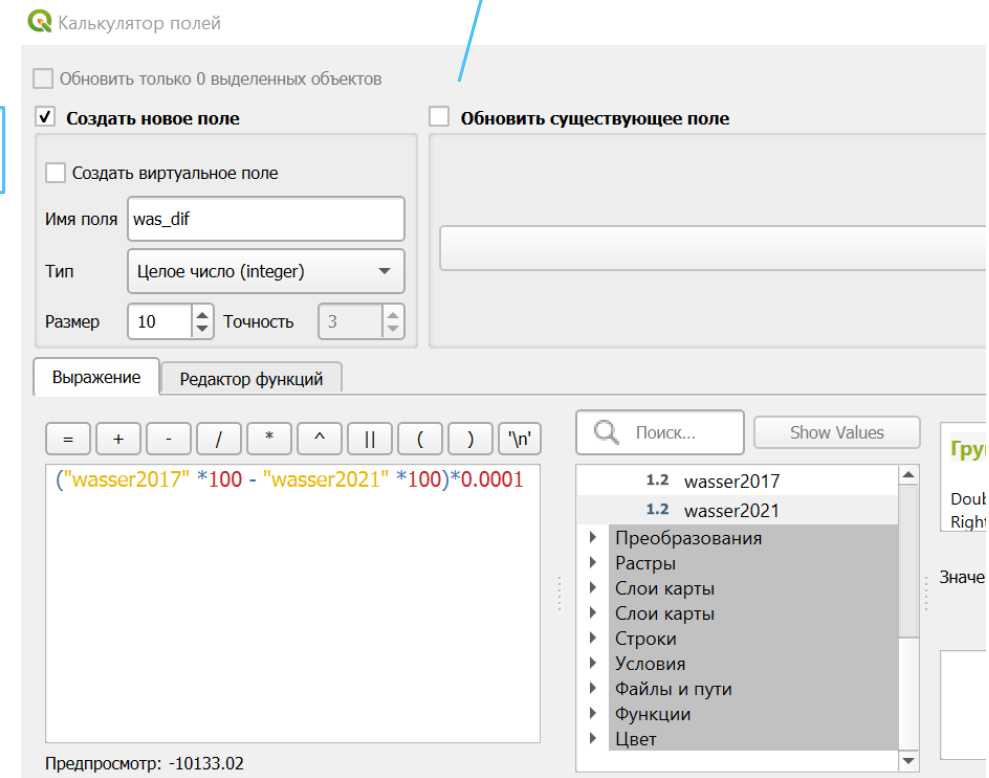 Калькулятор полей
Обновить только 0 выделенных объектов
Создать новое поле
Обновить существующее поле
Создать виртуальное поле
Имя поля was_dif
Тип Целое число (integer)
Размер 10 Точность 3
Выражение Редактор функций
= + - / * ^ || ( ) '\n'
Поиск... Show Values
("wasser2017" *100 - "wasser2021" *100)*0.0001
1.2 wasser2017
1.2 wasser2021
Преобразования
Растры
Слои карты
Слои карты
Строки
Условия
Файлы и пути
Функции
Цвет
Предпросмотр: -10133.02